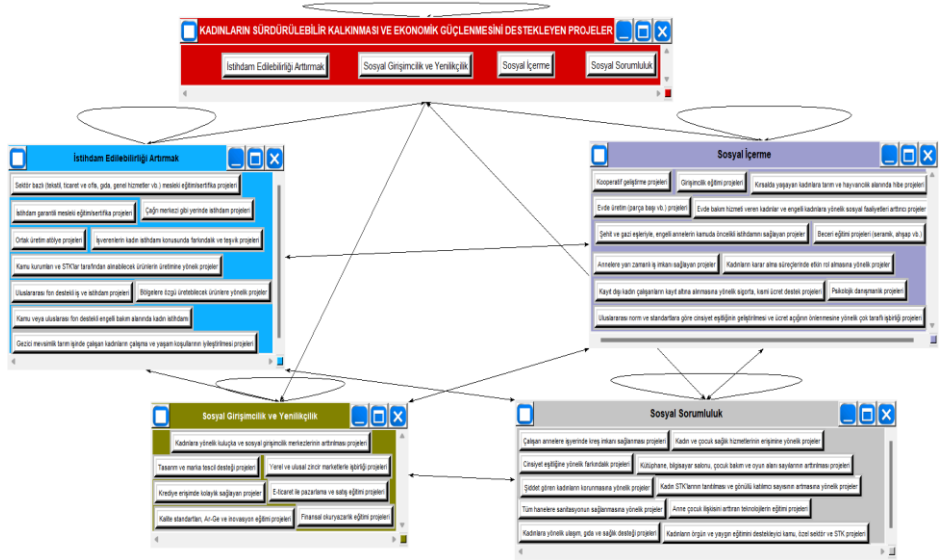 KADINLARIN SÜRDÜRÜLEBİLİR KALKINMASI VE EKONOMİK GÜÇLENMESİNİ DESTEKLEYEN PROJELER
İstihdam Edilebilirliği Arttırmak
Sosyal Girişimcilik ve Yenilikçilik
Sosyal İçerme
Sosyal Sorumluluk
İstihdam Edilebilirliği Artırmak
Sektör bazlı (tekstil, ticaret ve ofis, gıda, genel hizmetler vb.) mesleki eğitim/sertifika projeleri
İstihdam garantili mesleki eğitim/sertifika projeleri
Çağrı merkezi gibi yerinde istihdam projeleri
Ortak üretim atölye projeleri
İşverenlerin kadın istihdamı konusunda farkındalık ve teşvik projeleri
Kamu kurumları ve STK'lar tarafından alınabilecek ürünlerin üretimine yönelik projeler
Uluslararası fon destekli iş ve istihdam projeleri
Bölgelere özgü üretebilecek ürünlere yönelik projeler
Kamu veya uluslarası fon destekli engelli bakım alanında kadın istihdamı
Gezici mevsimlik tarım işinde çalışan kadınların çalışma ve yaşam koşullarının iyileştirilmesi projeleri
Sosyal İçerme
Kooperatif geliştirme projeleri
Girişimcilik eğitimi projeleri
Kırsalda yaşayan kadınlara tarım ve hayvancılık alanında hibe projeleri
Evde üretim (parça başı vb.) projeleri
Evde bakım hizmeti veren kadınlar ve engelli kadınlara yönelik sosyal faaliyetleri arttırıcı projeler
Şehit ve gazi eşleriyle, engelli annelerin kamuda öncelikli istihdamını sağlayan projeler
Beceri eğitimi projeleri (seramik, ahşap vb.)
Annelere yarı zamanlı iş imkanı sağlayan projeler
Kadınların karar alma süreçlerinde etkin rol almasına yönelik projeler
Kayıt dışı kadın çalışanların kayıt altına alınmasına yönelik sigorta, kısmi ücret destek projeleri
Psikolojik danışmanlık projeleri
Uluslararası norm ve standartlara göre cinsiyet eşitliğinin geliştirilmesi ve ücret açığının önlenmesine yönelik çok taraflı işbirliği projeleri
Sosyal Girişimcilik ve Yenilikçilik
Kadınlara yönelik kuluçka ve sosyal girişimcilik merkezlerinin arttırılması projeleri
Tasarım ve marka tescil desteği projeleri
Yerel ve ulusal zincir marketlerle işbirliği projeleri
Krediye erişimde kolaylık sağlayan projeler
E-ticaret ile pazarlama ve satış eğitimi projeleri
Kalite standartları, Ar-Ge ve inovasyon eğitimi projeleri
Finansal okuryazarlık eğitimi projeleri
Sosyal Sorumluluk
Çalışan annelere işyerinde kreş imkanı sağlanması projeleri
Kadın ve çocuk sağlık hizmetlerinin erişimine yönelik projeler
Cinsiyet eşitliğine yönelik farkındalık projeleri
Kütüphane, bilgisayar salonu, çocuk bakım ve oyun alanı sayılarının arttırılması projeleri
Şiddet gören kadınların korunmasına yönelik projeler
Kadın STK'larının tanıtılması ve gönüllü katılımcı sayısının artmasına yönelik projeler
Tüm hanelere sanitasyonun sağlanmasına yönelik projeler
Anne çocuk ilişkisini arttıran teknolojilerin eğitimi projeleri
Kadınlara yönelik ulaşım, gıda ve sağlık desteği projeleri
Kadınların örgün ve yaygın eğitimini destekleyici kamu, özel sektör ve STK projeleri